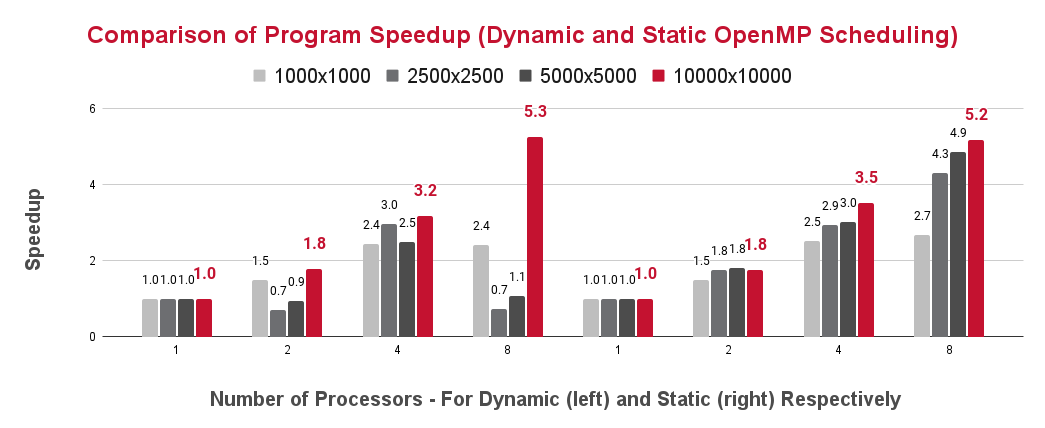 Comparison of Program Speedup (Dynamic and Static OpenMP Scheduling)
1000x1000 2500x2500 5000x5000 10000x10000
Speedup
6
4
2
0
1.0 1.0 1.0 1.0
1.5 0.7 0.9 1.8
2.4 3.0 2.5 3.2
2.4 0.7 1.1 5.3
1.0 1.0 1.0 1.0
1.5 1.8 1.8 1.8
2.5 2.9 3.0 3.5
2.7 4.3 4.9 5.2
1 2 4 8 1 2 4 8
Number of Processors - For Dynamic (left) and Static (right) Respectively